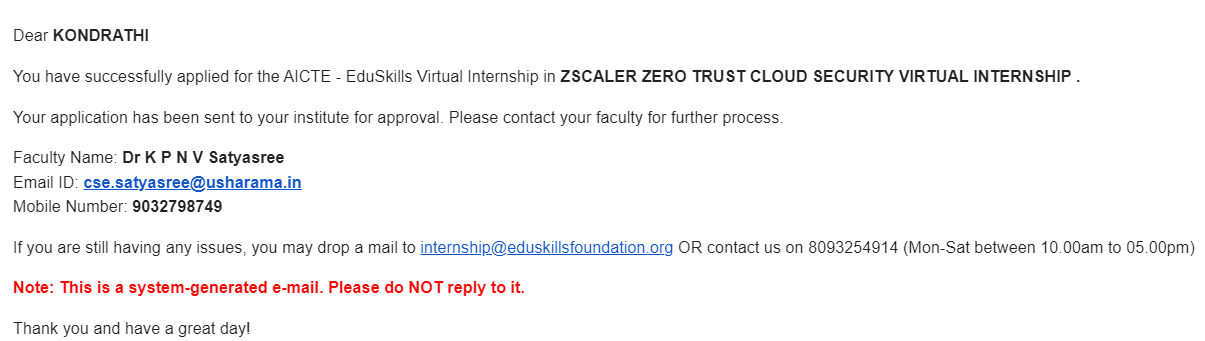 Dear KONDRATHI
You have successfully applied for the AICTE - EduSkills Virtual Internship in ZSCALER ZERO TRUST CLOUD SECURITY VIRTUAL INTERNSHIP .
Your application has been sent to your institute for approval. Please contact your faculty for further process.
Faculty Name: Dr K P N V Satyasree
Email ID: cse.satyasree@usharama.in
Mobile Number: 9032798749
If you are still having any issues, you may drop a mail to internship@eduskillsfoundation.org OR contact us on 8093254914 (Mon-Sat between 10.00am to 05.00pm)
Note: This is a system-generated e-mail. Please do NOT reply to it.
Thank you and have a great day!